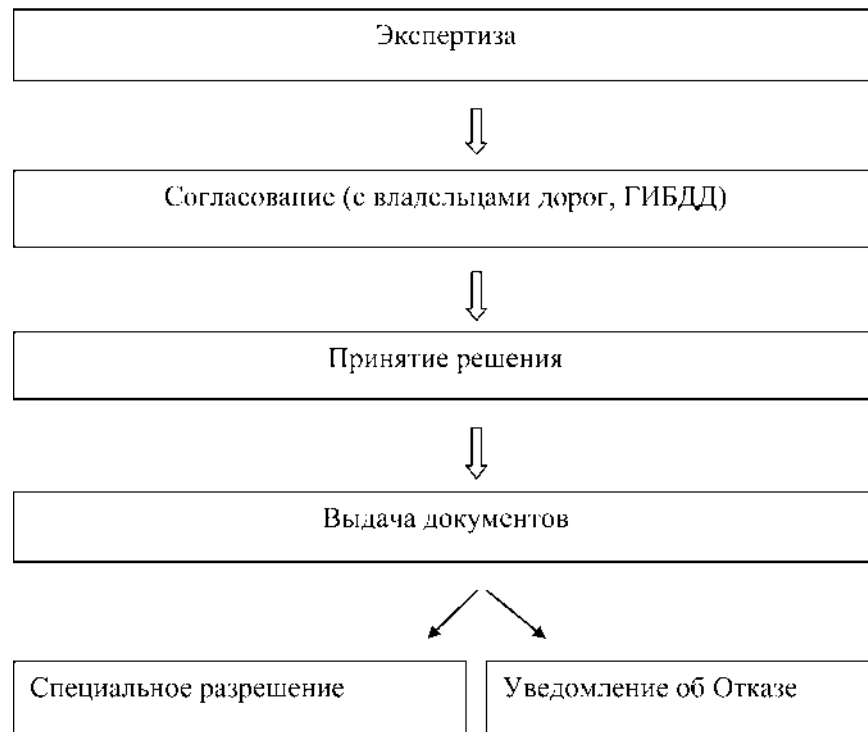 Экспертиза
Согласование (с владельцами дорог, ГИБДД)
Принятие решения
Выдача документов
Специальное разрешение
Уведомление об Отказе